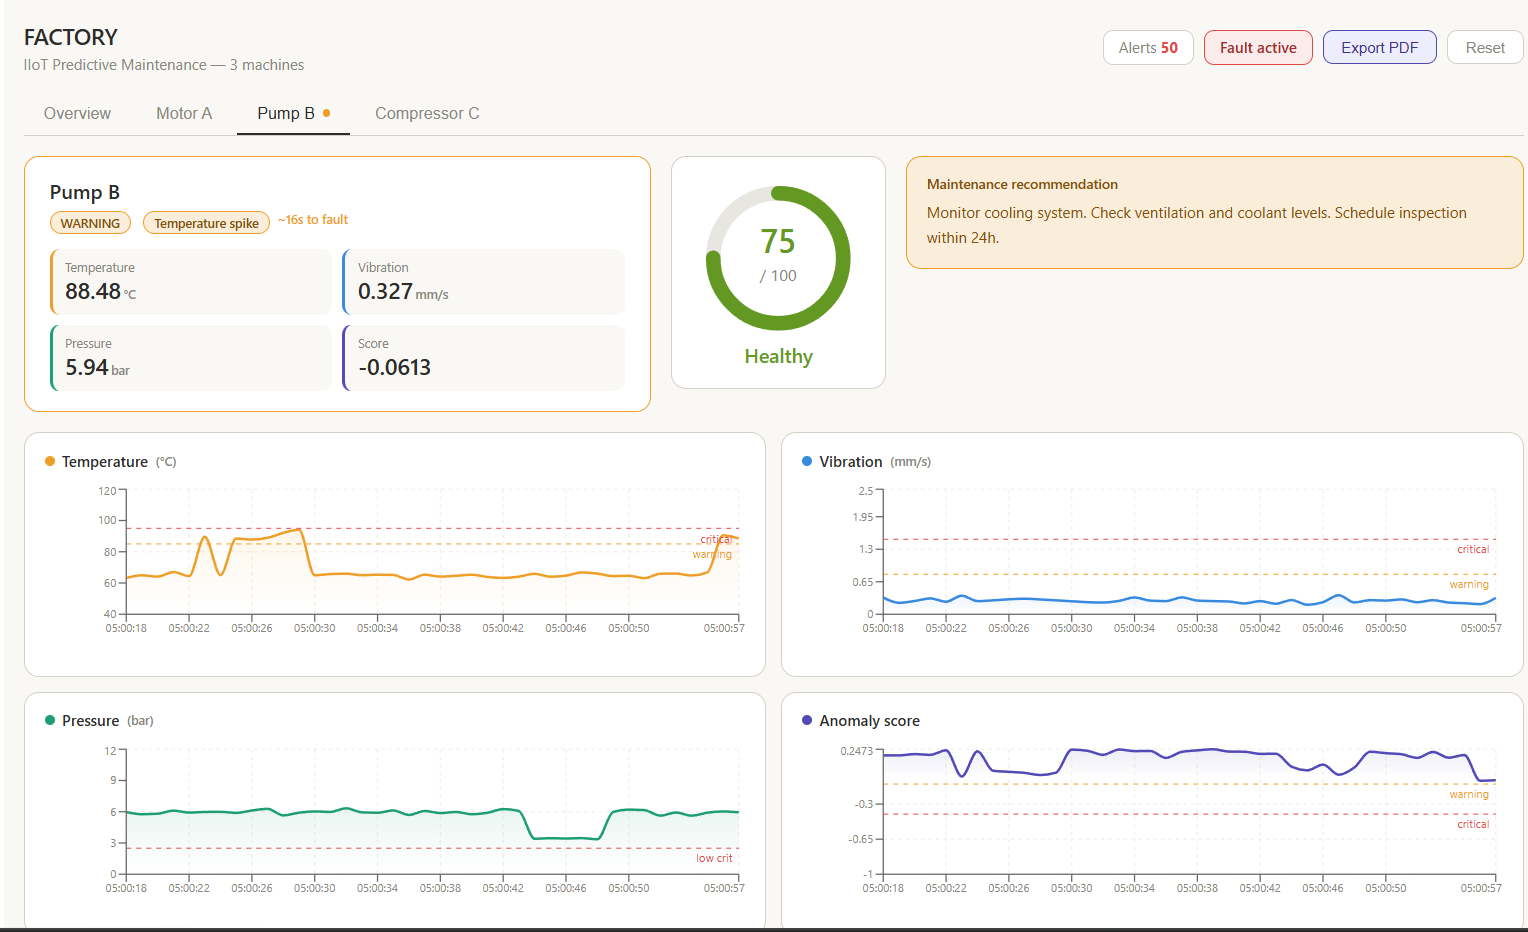 FACTORY
IIoT Predictive Maintenance — 3 machines
Alerts 50
Fault active
Export PDF
Reset
Overview
Motor A
Pump B
Compressor C
Pump B
WARNING
Temperature spike
~16s to fault
Temperature
88.48 °C
Vibration
0.327 mm/s
Pressure
5.94 bar
Score
-0.0613
75
/ 100
Healthy
Maintenance recommendation
Monitor cooling system. Check ventilation and coolant levels. Schedule inspection
within 24h.
Temperature (°C)
120
100
80
60
40
critical
warning
05:00:18 05:00:22 05:00:26 05:00:30 05:00:34 05:00:38 05:00:42 05:00:46 05:00:50 05:00:57
Vibration (mm/s)
2.5
1.95
1.3
0.65
0
critical
warning
05:00:18 05:00:22 05:00:26 05:00:30 05:00:34 05:00:38 05:00:42 05:00:46 05:00:50 05:00:57
Pressure (bar)
12
9
6
3
0
low crit
05:00:18 05:00:22 05:00:26 05:00:30 05:00:34 05:00:38 05:00:42 05:00:46 05:00:50 05:00:57
Anomaly score
0.2473
-0.3
-0.65
-1
warning
critical
05:00:18 05:00:22 05:00:26 05:00:30 05:00:34 05:00:38 05:00:42 05:00:46 05:00:50 05:00:57